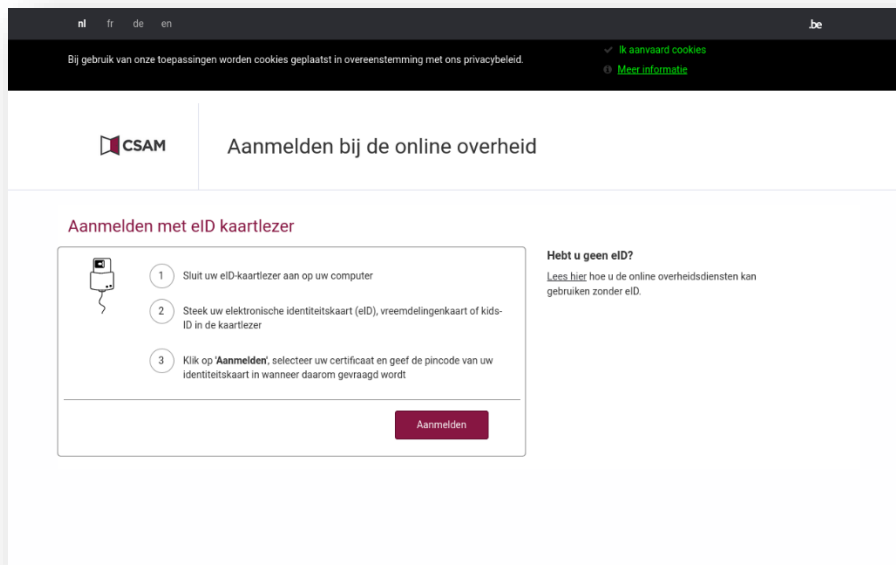 nl fr de en .be
Bij gebruik van onze toepassingen worden cookies geplaatst in overeenstemming met ons privacybeleid.
Ik aanvaard cookies
Meer informatie
CSAM
Aanmelden bij de online overheid
Aanmelden met eID kaartlezer
1 Sluit uw eID-kaartlezer aan op uw computer
2 Steek uw elektronische identiteitskaart (eID), vreemdelingenkaart of kids-
ID in de kaartlezer
3 Klik op 'Aanmelden', selecteer uw certificaat en geef de pincode van uw
identiteitskaart in wanneer daarom gevraagd wordt
Aanmelden
Hebt u geen eID?
Lees hier hoe u de online overheidsdiensten kan
gebruiken zonder eID.